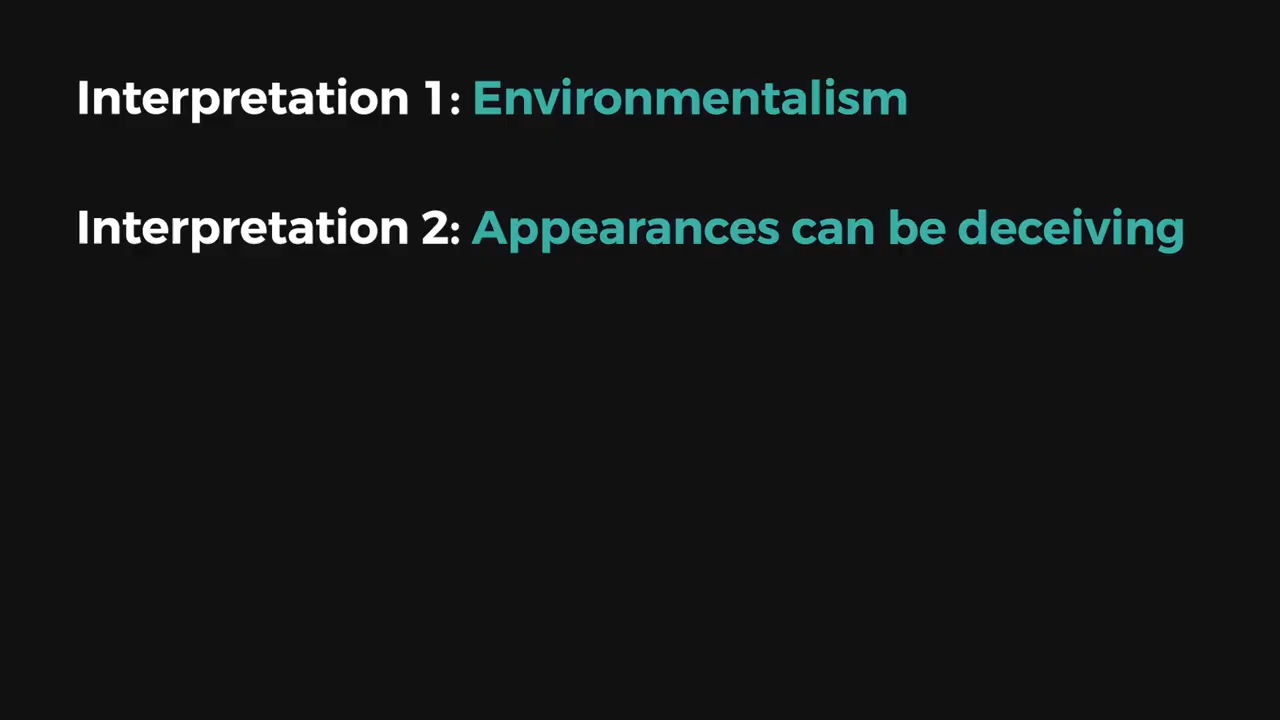 Interpretation 1: Environmentalism
Interpretation 2: Appearances can be deceiving